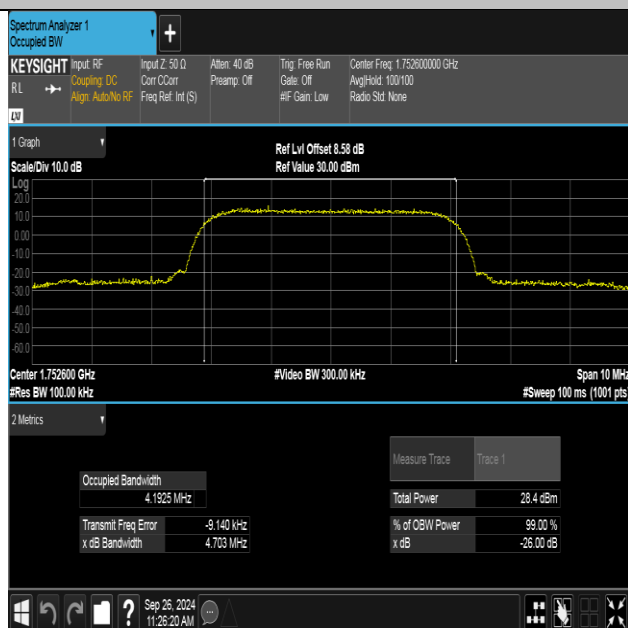 Spectrum Analyzer 1
Occupied BW
+
KEYSIGHT
RL
LXI
Input: RF
Coupling: DC
Align: Auto/No RF
Input Z: 50 Ω
Corr CCorr
Freq Ref: Int (S)
Atten: 40 dB
Preamp: Off
Trig: Free Run
Gate: Off
#IF Gain: Low
Center Freq: 1.752600000 GHz
Avg|Hold: 100/100
Radio Std: None
1 Graph
Scale/Div 10.0 dB
Ref Lvl Offset 8.58 dB
Ref Value 30.00 dBm
Log
20.0
10.0
0.00
-10.0
-20.0
-30.0
-40.0
-50.0
-60.0
Center 1.752600 GHz
#Res BW 100.00 kHz
#Video BW 300.00 kHz
Span 10 MHz
#Sweep 100 ms (1001 pts)
2 Metrics
Measure Trace Trace 1
Occupied Bandwidth
4.1925 MHz
Total Power 28.4 dBm
Transmit Freq Error -9.140 kHz
% of OBW Power 99.00 %
x dB Bandwidth 4.703 MHz
x dB -26.00 dB
?
Sep 26, 2024
11:26:20 AM